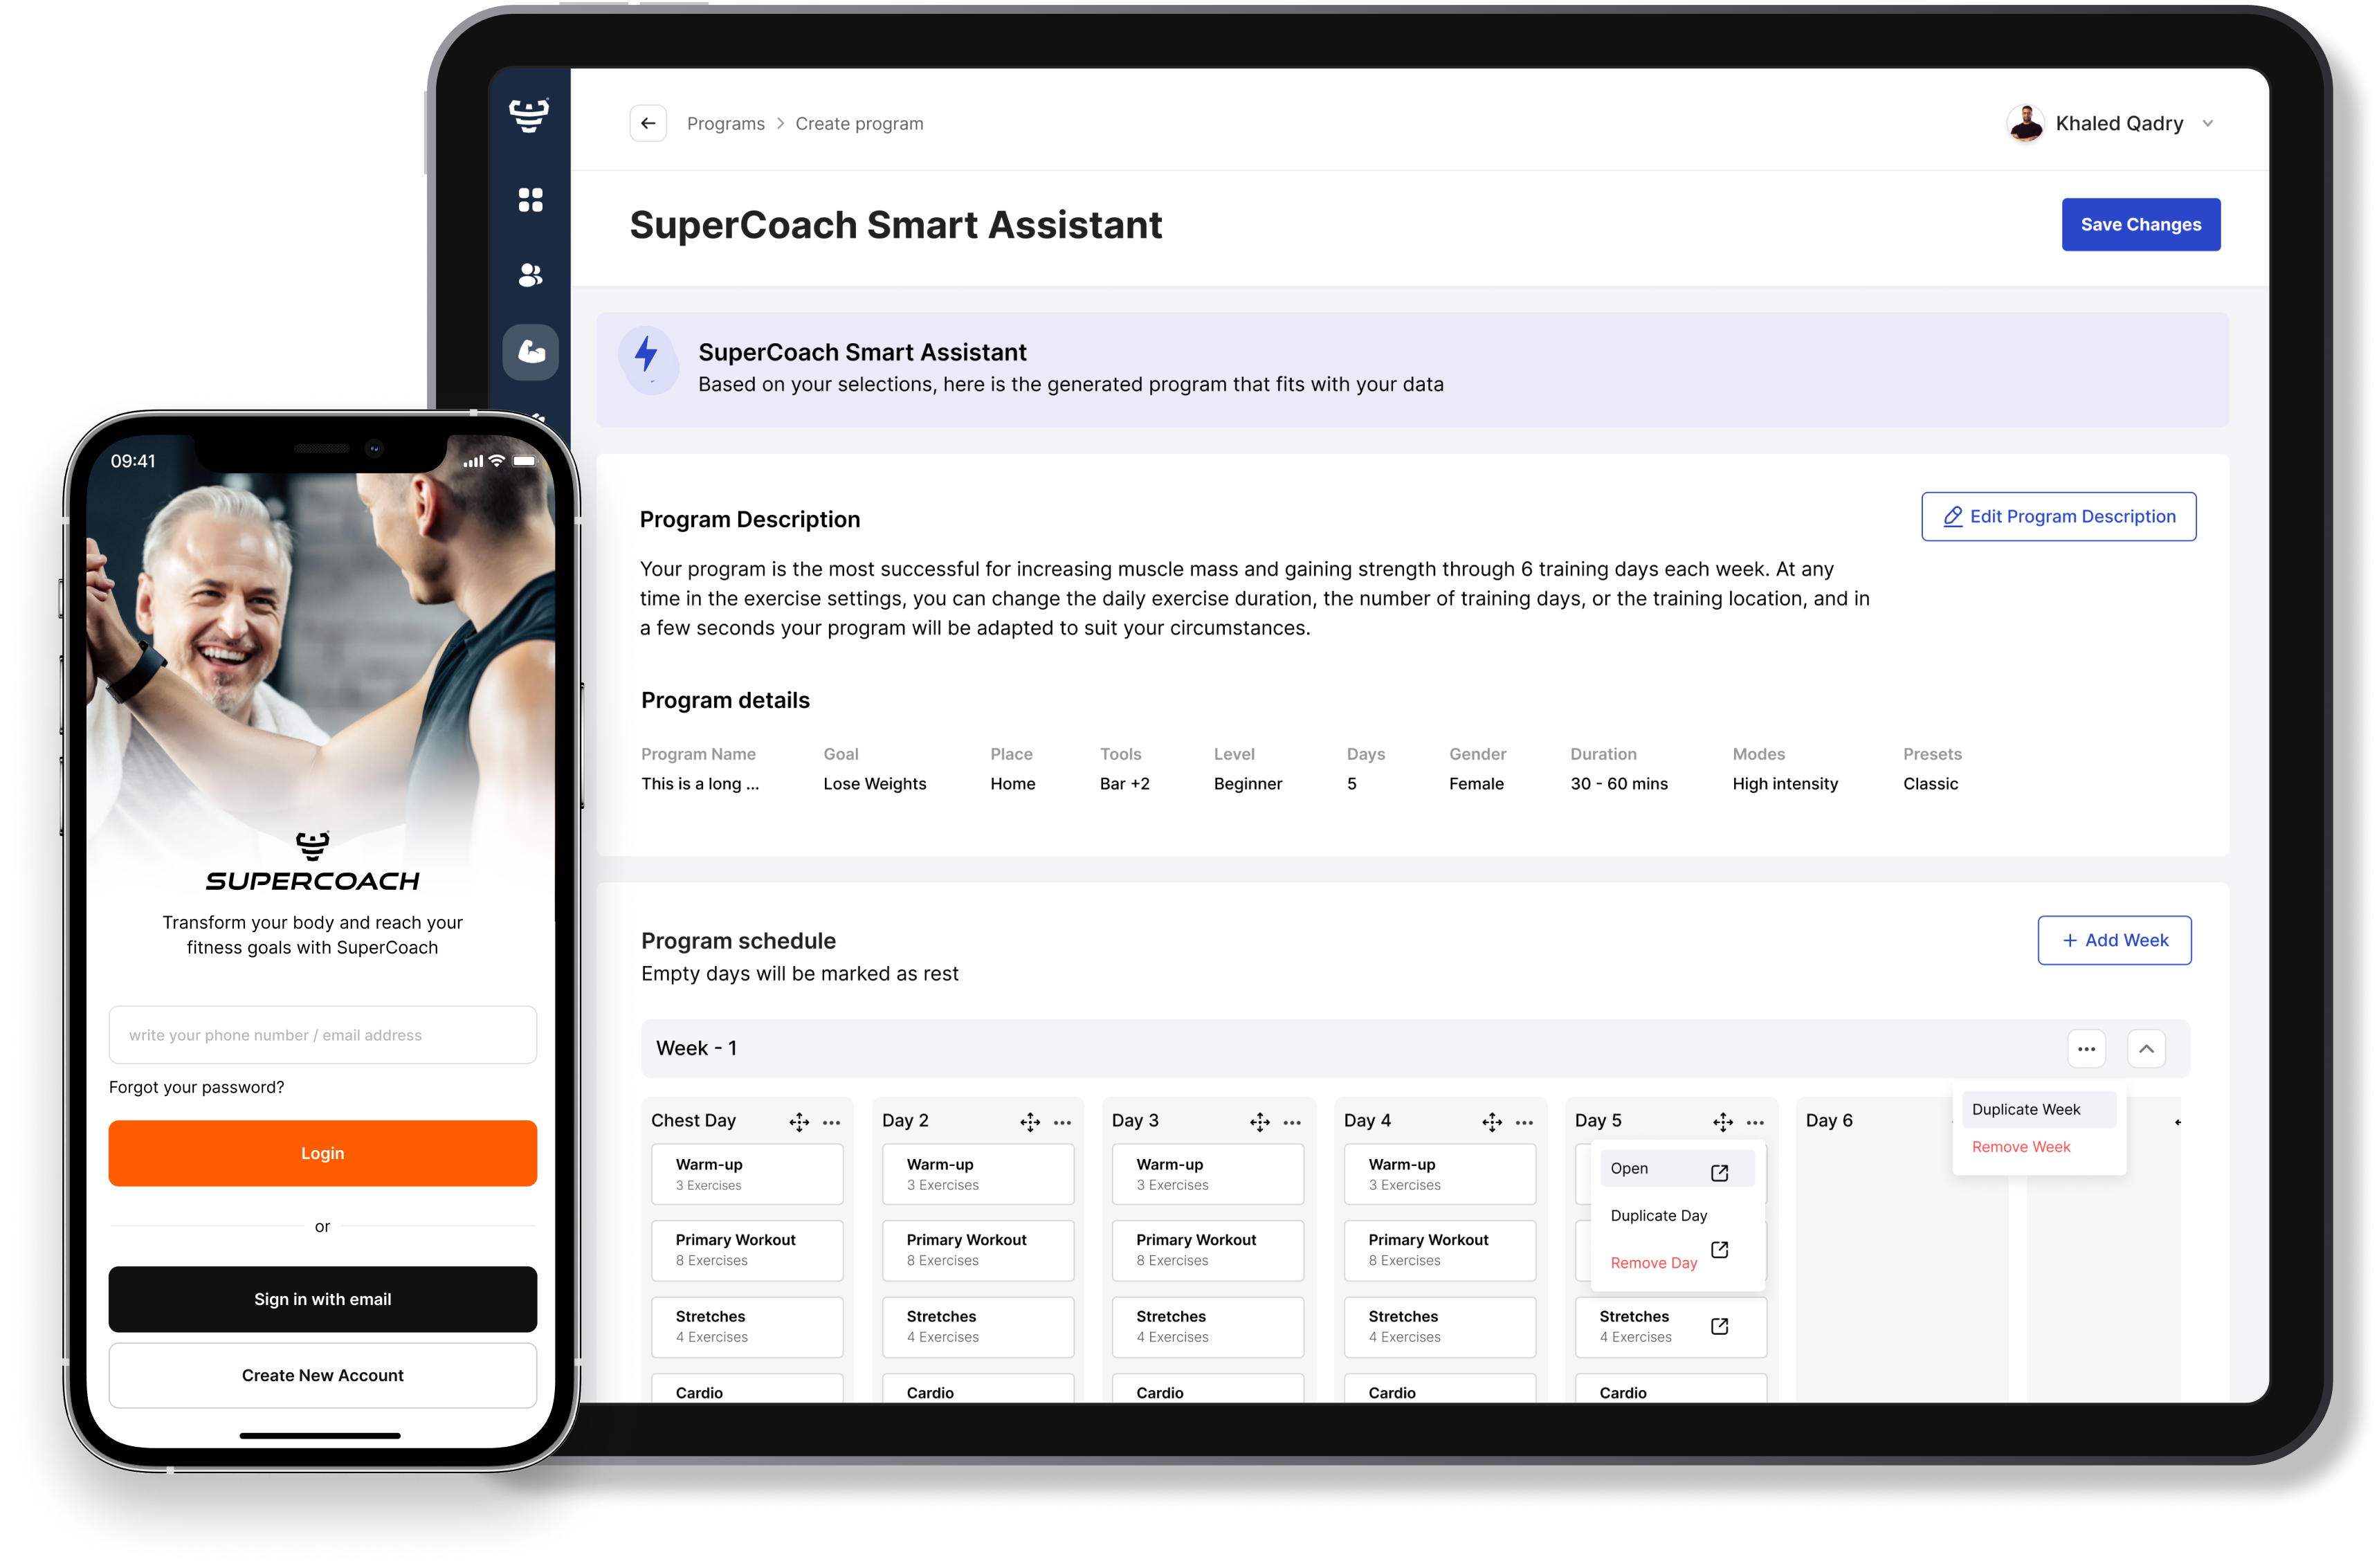 Programs > Create program
Khaled Qadry
SuperCoach Smart Assistant
Save Changes
SuperCoach Smart Assistant
Based on your selections, here is the generated program that fits with your data
Program Description
Edit Program Description
Your program is the most successful for increasing muscle mass and gaining strength through 6 training days each week. At any
time in the exercise settings, you can change the daily exercise duration, the number of training days, or the training location, and in
a few seconds your program will be adapted to suit your circumstances.
Program details
Program Name Goal Place Tools Level Days Gender Duration Modes Presets
This is a long ... Lose Weights Home Bar +2 Beginner 5 Female 30 - 60 mins High intensity Classic
Program schedule
+ Add Week
Empty days will be marked as rest
Week - 1
Duplicate Week
Remove Week
Chest Day Day 2 Day 3 Day 4 Day 5 Day 6
Warm-up Warm-up Warm-up Warm-up
3 Exercises 3 Exercises 3 Exercises 3 Exercises
Open
Duplicate Day
Remove Day
Primary Workout Primary Workout Primary Workout Primary Workout
8 Exercises 8 Exercises 8 Exercises 8 Exercises
Stretches Stretches Stretches Stretches Stretches
4 Exercises 4 Exercises 4 Exercises 4 Exercises 4 Exercises
Cardio Cardio Cardio Cardio Cardio
09:41
SUPERCOACH
Transform your body and reach your
fitness goals with SuperCoach
write your phone number / email address
Forgot your password?
Login
or
Sign in with email
Create New Account